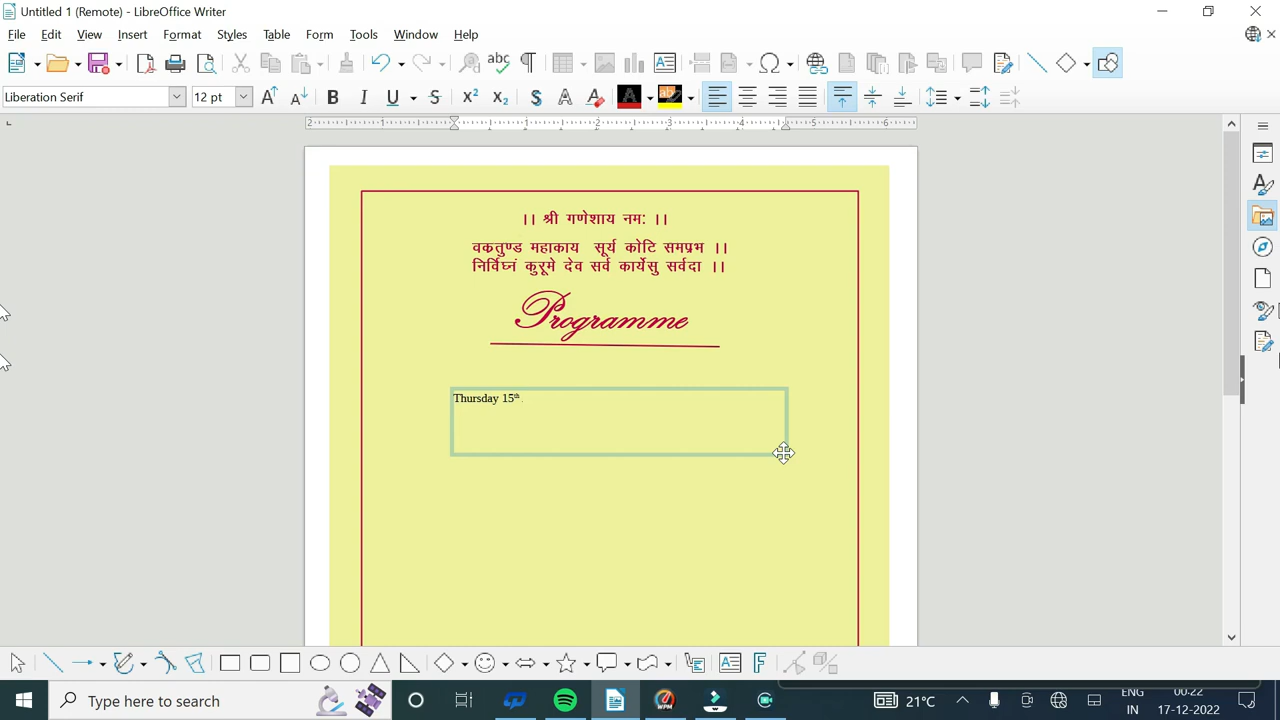 Untitled 1 (Remote) - LibreOffice Writer
File Edit View Insert Format Styles Table Form Tools Window Help
Liberation Serif 12 pt
।। श्री गणेशाय नमः ।।
वक्रतुण्ड महाकाय सूर्य कोटि समप्रभ ।।
निर्विघ्नं कुरूमे देव सर्व कार्येसु सर्वदा ।।
Programme
Thursday 15th
Type here to search
WPM
21°C
ENG
IN
00:22
17-12-2022